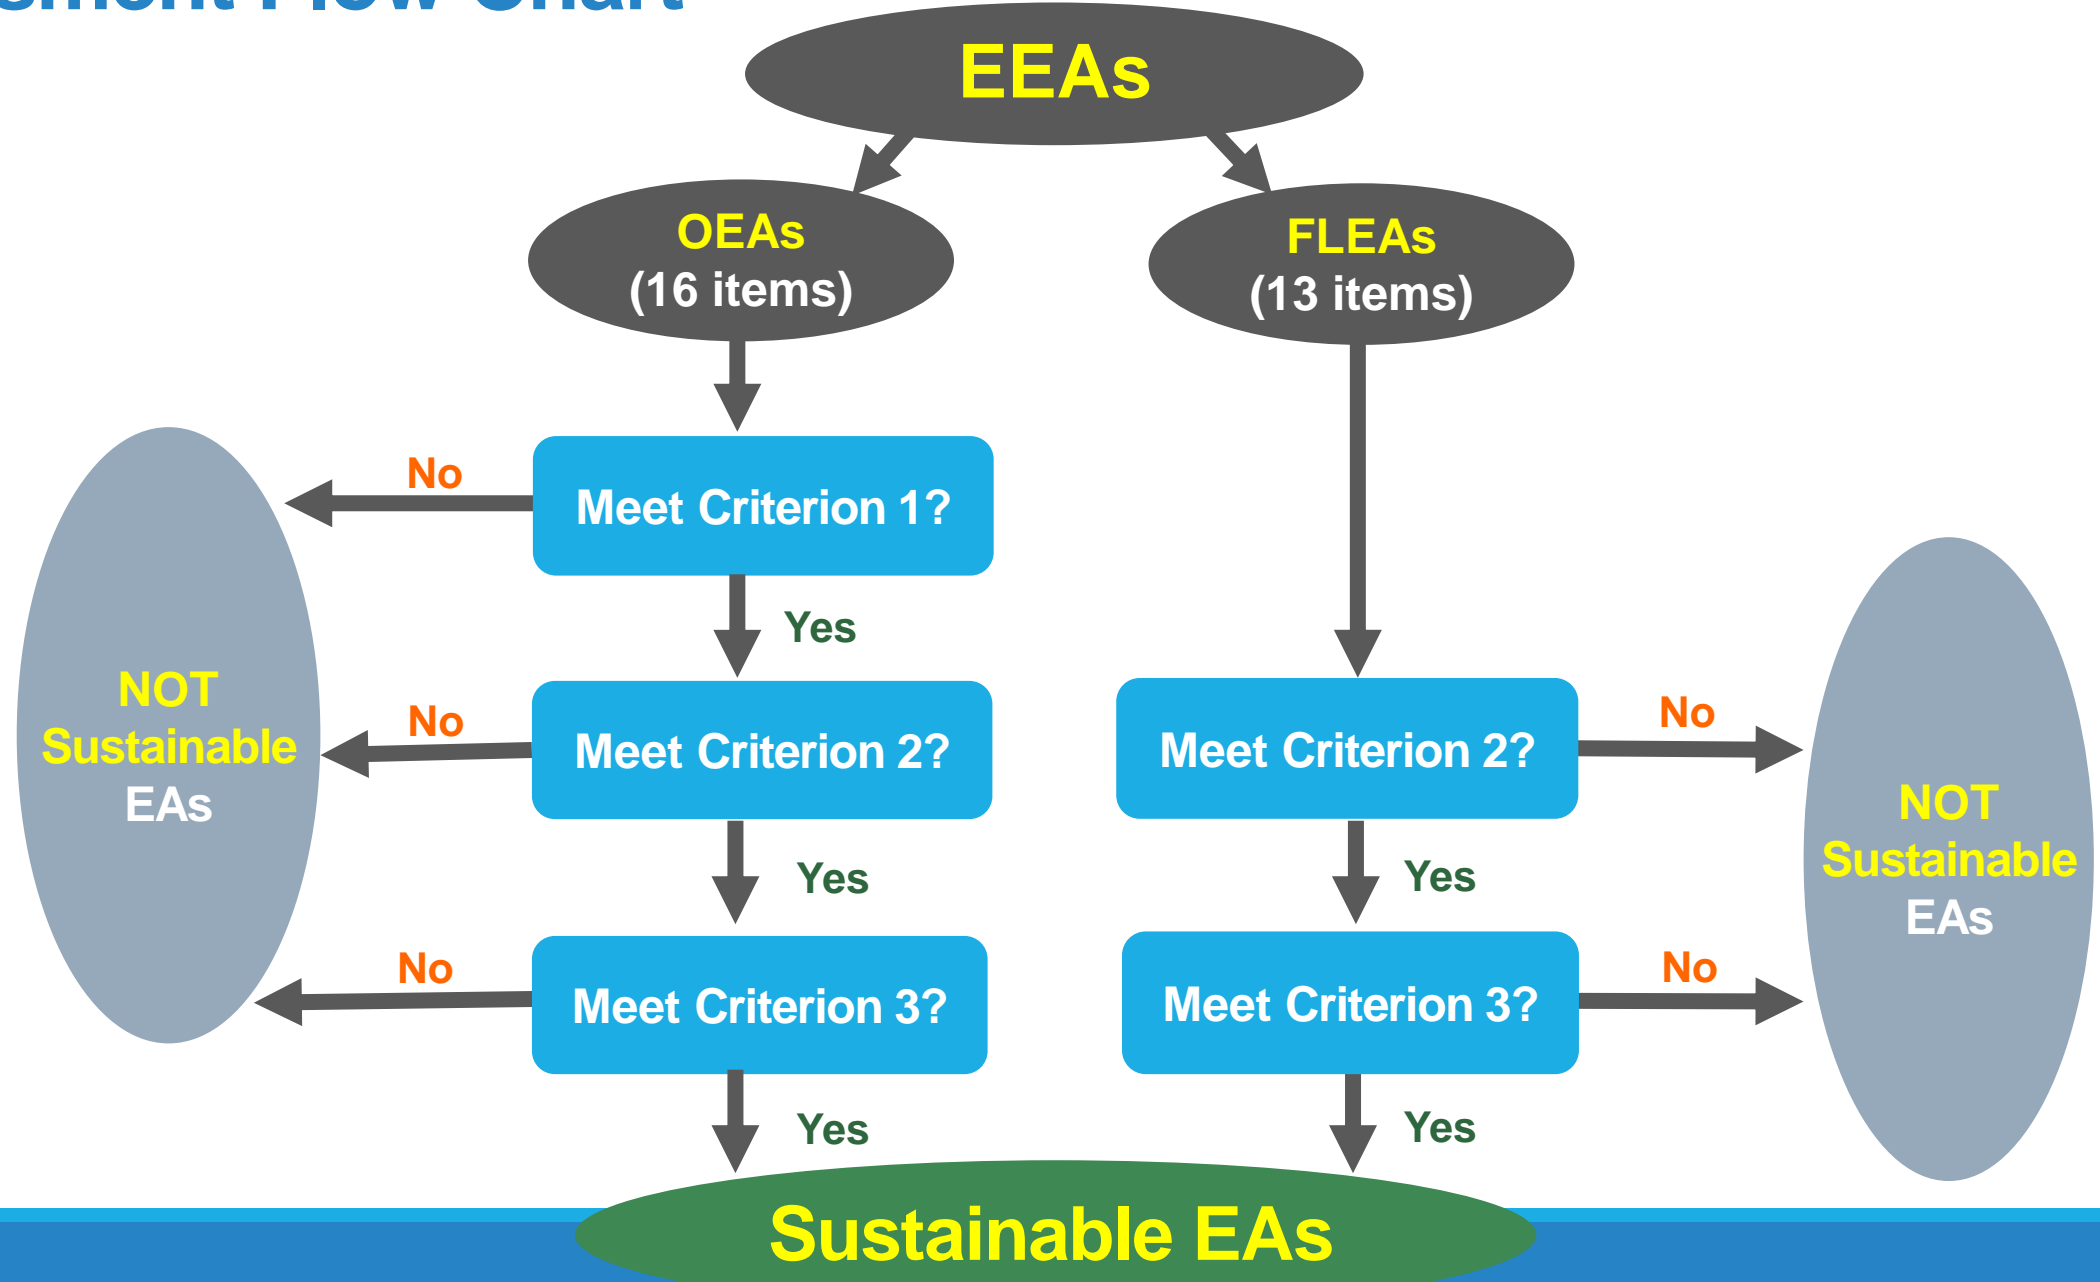 Flow Chart
EEAs
OEAs
(16 items)
FLEAs
(13 items)
No
Meet Criterion 1?
Yes
NOT
Sustainable
EAs
No
Meet Criterion 2?
Meet Criterion 2?
No
NOT
Sustainable
EAs
Yes
Yes
No
Meet Criterion 3?
Meet Criterion 3?
No
Yes
Yes
Sustainable EAs